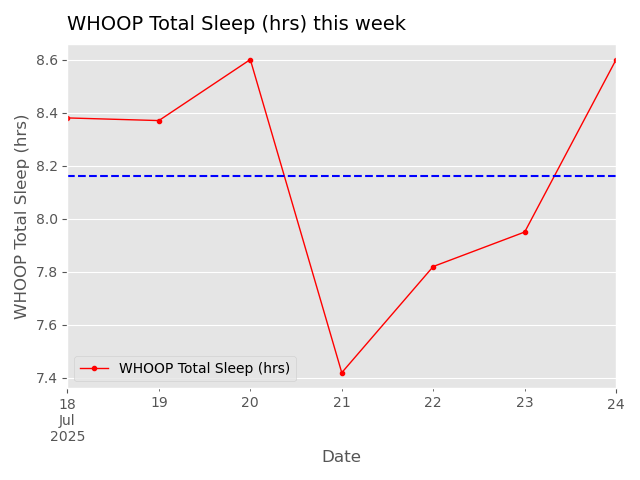 WHOOP Total Sleep (hrs) this week
WHOOP Total Sleep (hrs)
8.6
8.4
8.2
8.0
7.8
7.6
7.4
WHOOP Total Sleep (hrs)
18 19 20 21 22 23 24
Jul
2025
Date